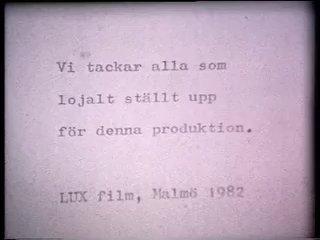 Vi tackar alla som
lojalt ställt upp
för denna produktion.
LUX film, Malmö 1982